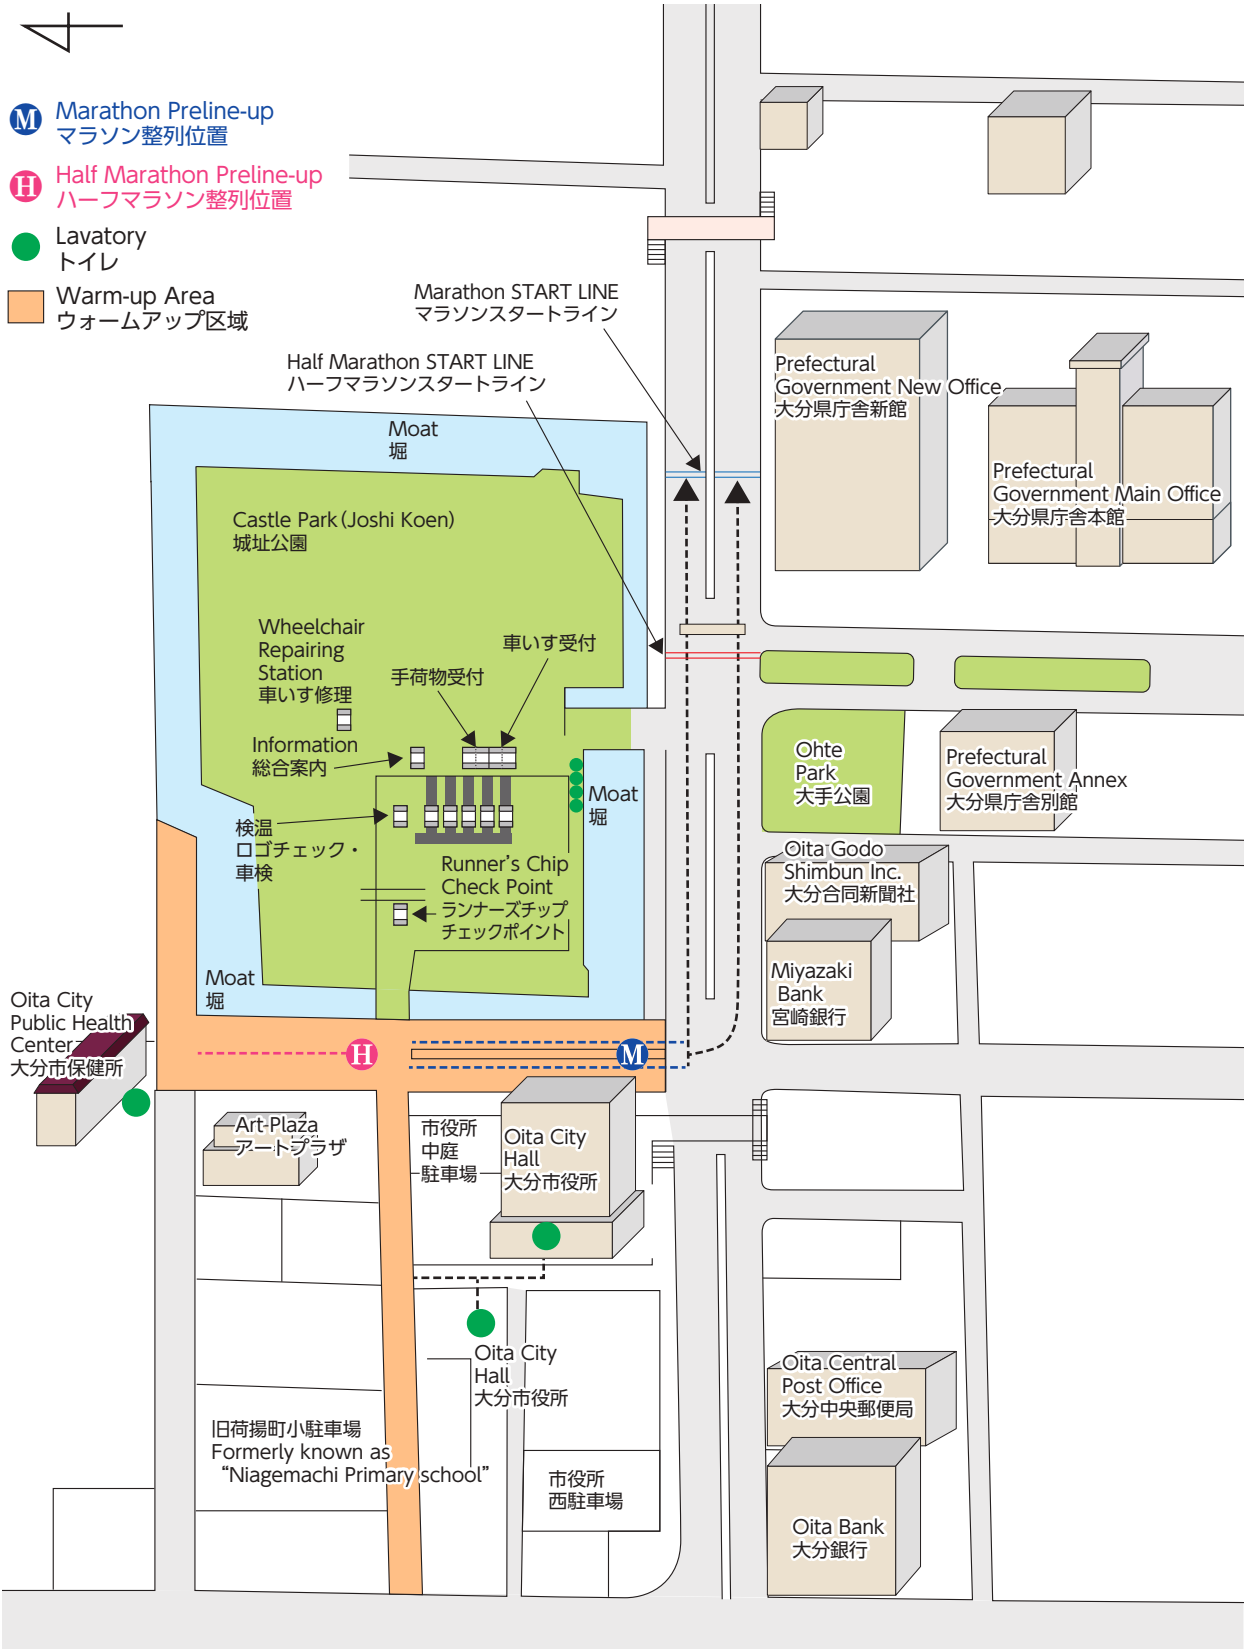 M
Marathon Preline-up
マラソン整列位置
H
Half Marathon Preline-up
ハーフマラソン整列位置
Lavatory
トイレ
Warm-up Area
ウォームアップ区域
Marathon START LINE
マラソンスタートライン
Half Marathon START LINE
ハーフマラソンスタートライン
Prefectural
Government New Office
大分県庁舎新館
Prefectural
Government Main Office
大分県庁舎本館
Moat
堀
Castle Park (Joshi Koen)
城址公園
Wheelchair
Repairing
Station
車いす修理
車いす受付
手荷物受付
Information
総合案内
検温
ロゴチェック・
車検
Moat
堀
Runner's Chip
Check Point
ランナーズチップ
チェックポイント
Moat
堀
Ohte
Park
大手公園
Prefectural
Government Annex
大分県庁舎別館
Oita Godo
Shimbun Inc.
大分合同新聞社
Miyazaki
Bank
宮崎銀行
Oita City
Public Health
Center
大分市保健所
H
M
Art-Plaza
アートプラザ
市役所
中庭
駐車場
Oita City
Hall
大分市役所
Oita City
Hall
大分市役所
旧荷揚町小駐車場
Formerly known as
“Niagemachi Primary school”
市役所
西駐車場
Oita Central
Post Office
大分中央郵便局
Oita Bank
大分銀行